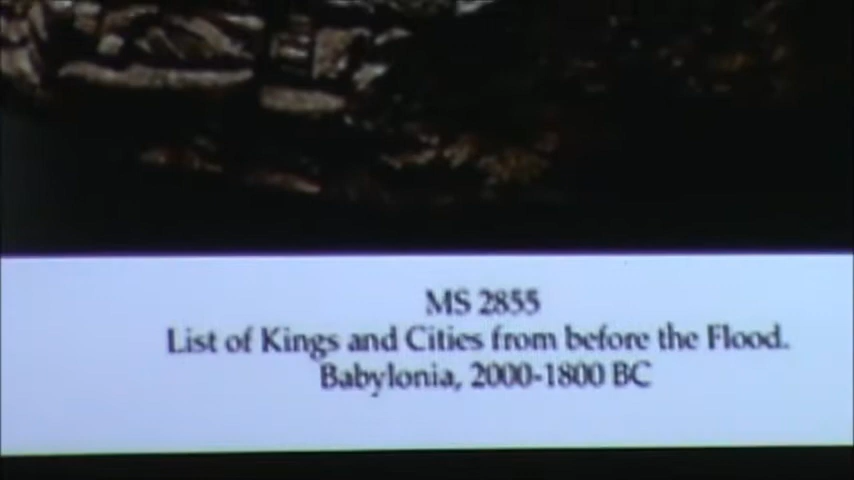 MS 2855
List of Kings and Cities from before the Flood.
Babylonia, 2000-1800 BC